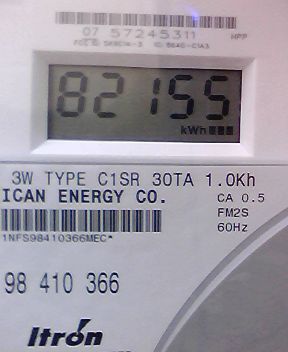 07 57245311
82155
kWh
3W TYPE C1SR 30TA 1.0Kh
ICAN ENERGY CO.
CA 0.5
FM2S
60Hz
1NFS98410366MEC*
98 410 366
Itrón